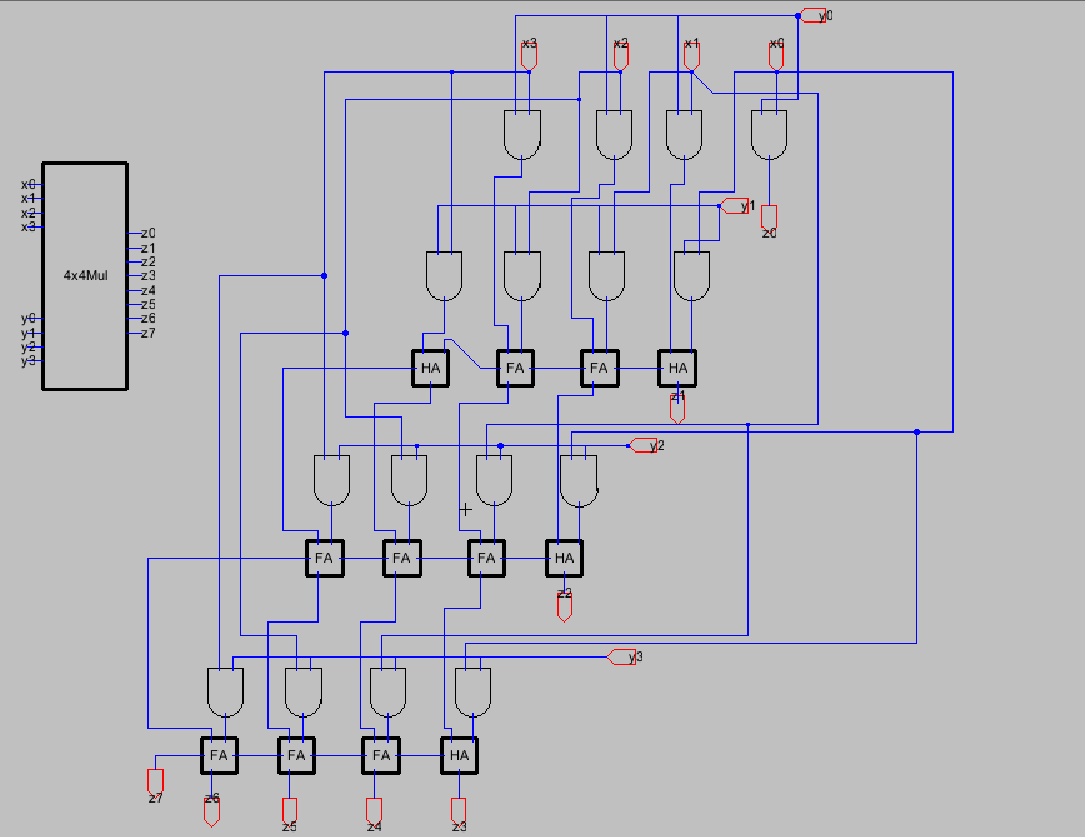 y0
x3 x2 x1 x0
x0
x1
x2
x3
4x4Mul
z0
z1
z2
z3
z4
z5
z6
z7
y0
y1
y2
y3
y1
z0
HA FA FA HA
z1
y2
FA FA FA HA
z2
y3
FA FA FA HA
z7 z6 z5 z4 z3